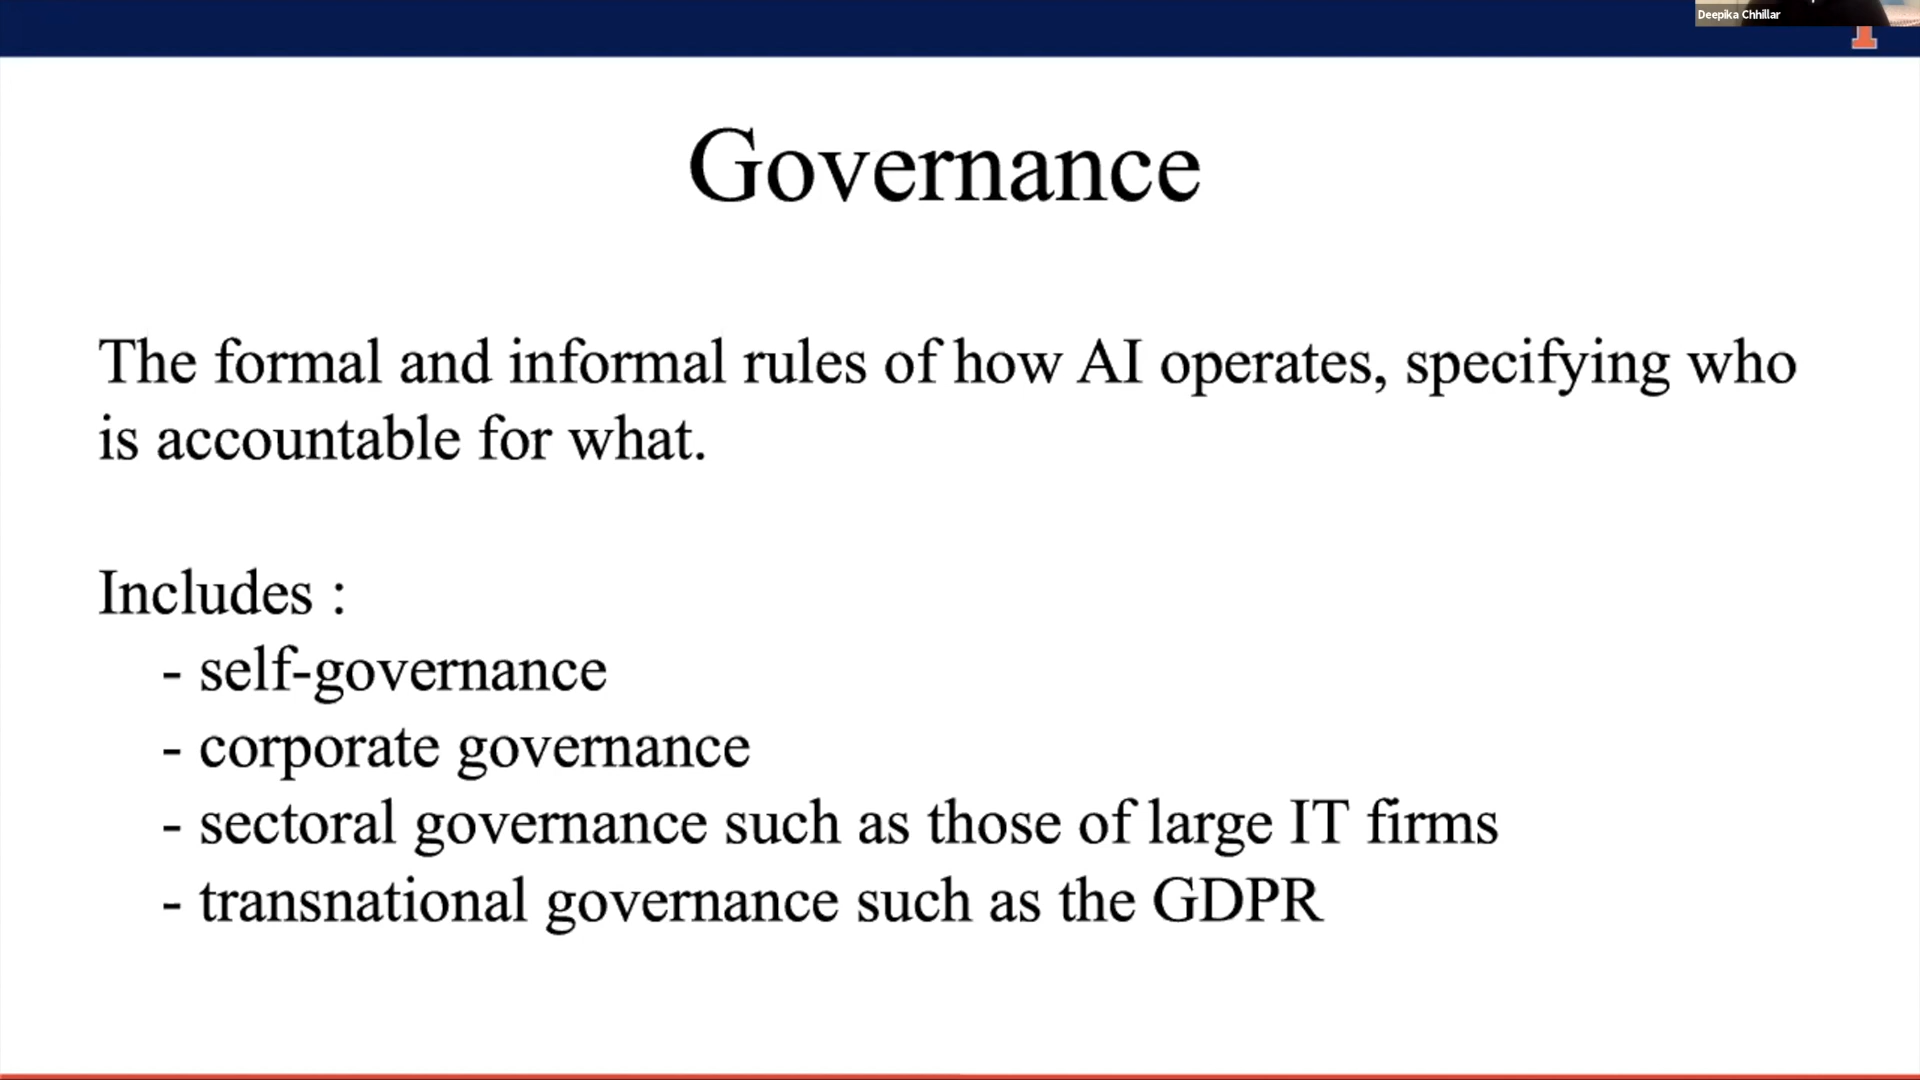 Deepika Chhillar
Governance
The formal and informal rules of how AI operates, specifying who
is accountable for what.
Includes :
- self-governance
- corporate governance
- sectoral governance such as those of large IT firms
- transnational governance such as the GDPR